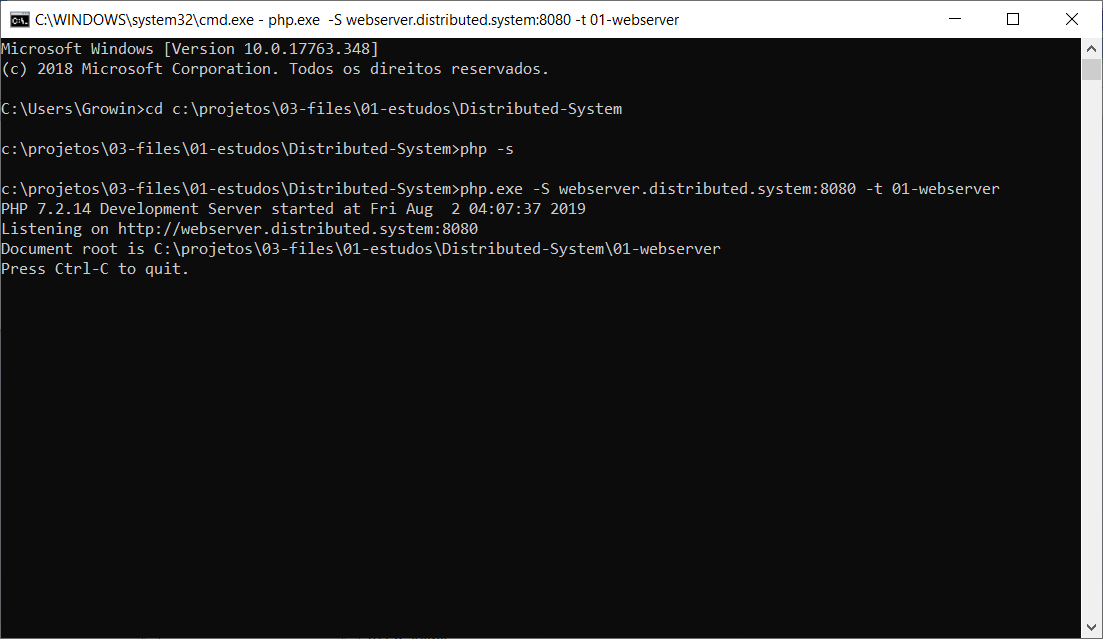 C:\WINDOWS\system32\cmd.exe - php.exe  -S webserver.distributed.system:8080 -t 01-webserver
Microsoft Windows [Version 10.0.17763.348]
(c) 2018 Microsoft Corporation. Todos os direitos reservados.
C:\Users\Growin>cd c:\projetos\03-files\01-estudos\Distributed-System
c:\projetos\03-files\01-estudos\Distributed-System>php -s
c:\projetos\03-files\01-estudos\Distributed-System>php.exe -S webserver.distributed.system:8080 -t 01-webserver
PHP 7.2.14 Development Server started at Fri Aug  2 04:07:37 2019
Listening on http://webserver.distributed.system:8080
Document root is C:\projetos\03-files\01-estudos\Distributed-System\01-webserver
Press Ctrl-C to quit.